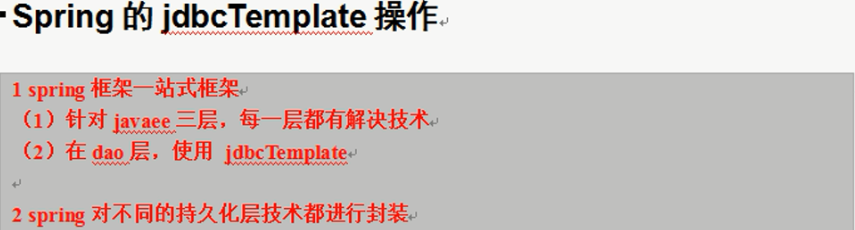 Spring 的 jdbcTemplate 操作
1 spring 框架一站式框架
（1）针对 javaee 三层，每一层都有解决技术
（2）在 dao 层，使用 jdbcTemplate
2 spring 对不同的持久化层技术都进行封装